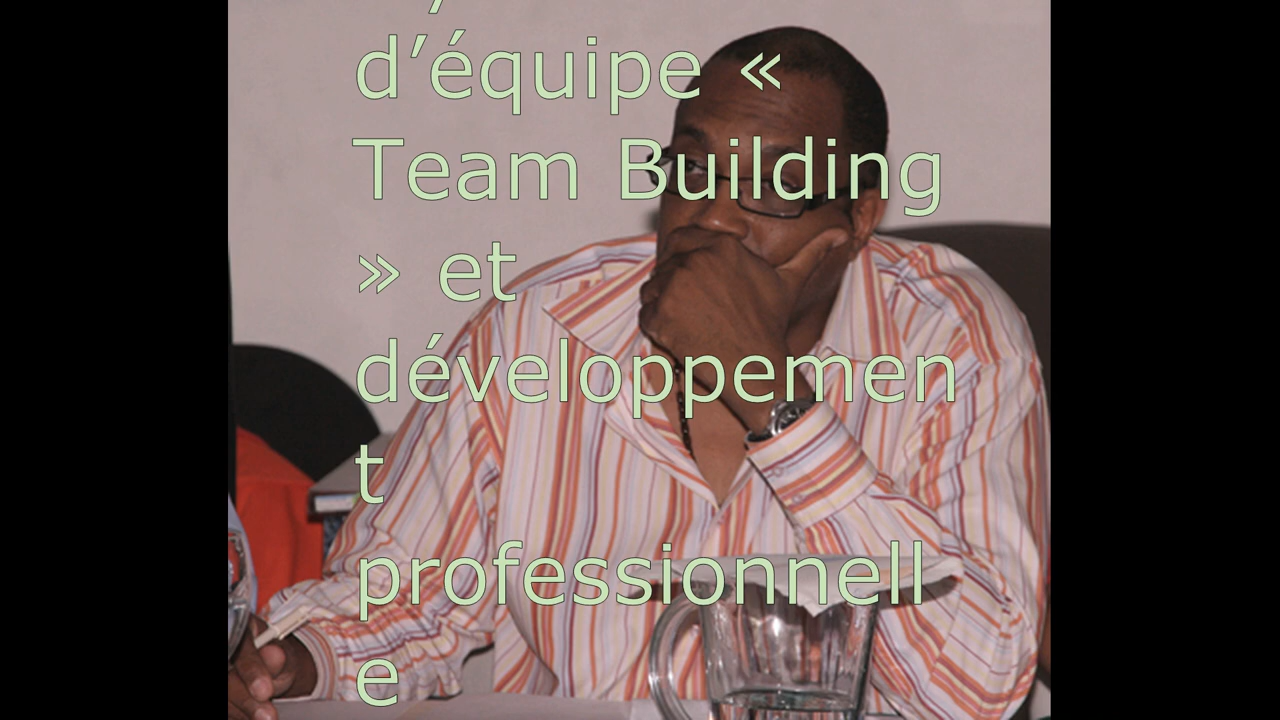 d’équipe «
Team Building
» et
développemen
t
professionnell
e